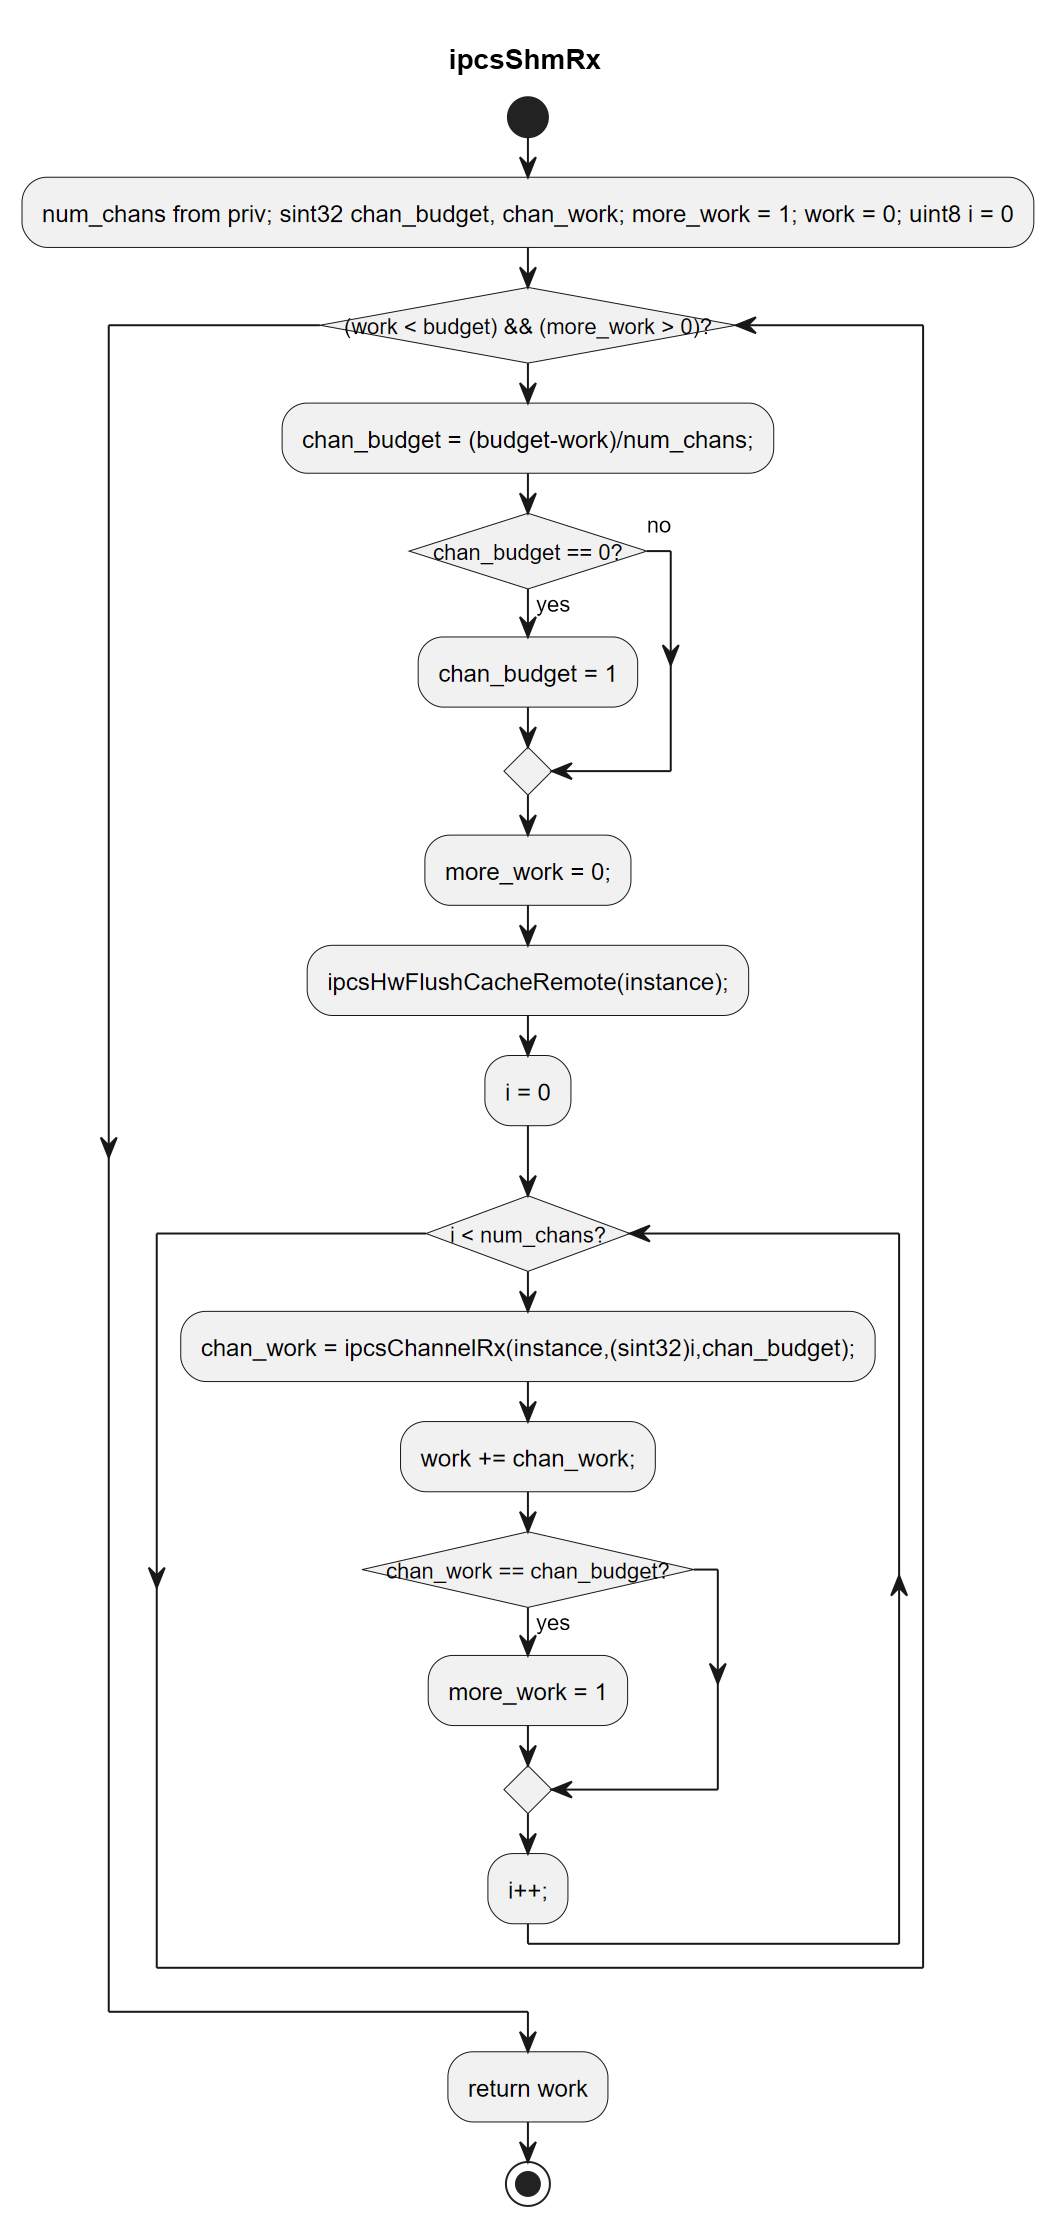 ipcsShmRx
num_chans from priv; sint32 chan_budget, chan_work; more_work = 1; work = 0; uint8 i = 0
(work < budget) && (more_work > 0)?
chan_budget = (budget-work)/num_chans;
no
chan_budget == 0?
yes
chan_budget = 1
more_work = 0;
ipcsHwFlushCacheRemote(instance);
i = 0
i < num_chans?
chan_work = ipcsChannelRx(instance,(sint32)i,chan_budget);
work += chan_work;
chan_work == chan_budget?
yes
more_work = 1
i++;
return work